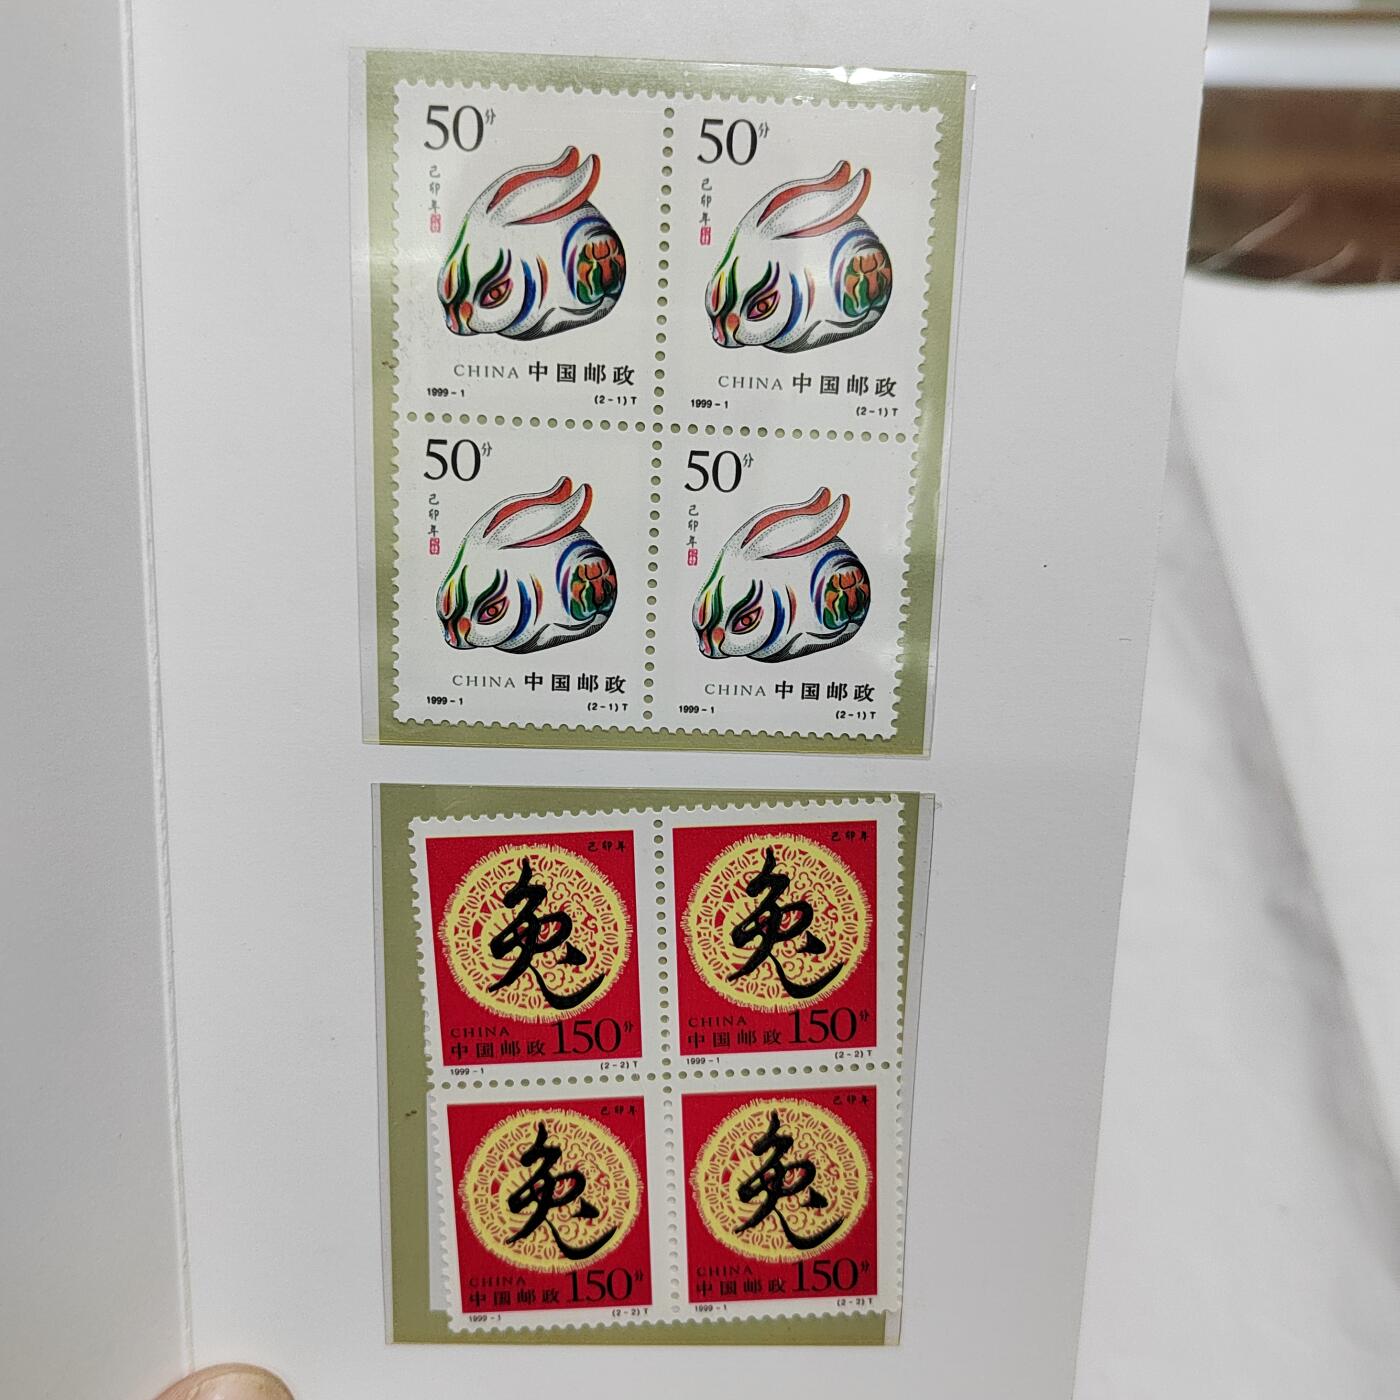 50分
己卯年
CHINA 中国邮政
1999-1 (2-1)T
50分
己卯年
CHINA 中国邮政
1999-1 (2-1)T
50分
己卯年
CHINA 中国邮政
1999-1 (2-1)T
50分
己卯年
CHINA 中国邮政
1999-1 (2-1)T
己卯年
兔
CHINA
中国邮政 150分
1999-1 (2-2)T
己卯年
兔
CHINA
中国邮政 150分
1999-1 (2-2)T
己卯年
兔
CHINA
中国邮政 150分
1999-1 (2-2)T
己卯年
兔
CHINA
中国邮政 150分
1999-1 (2-2)T